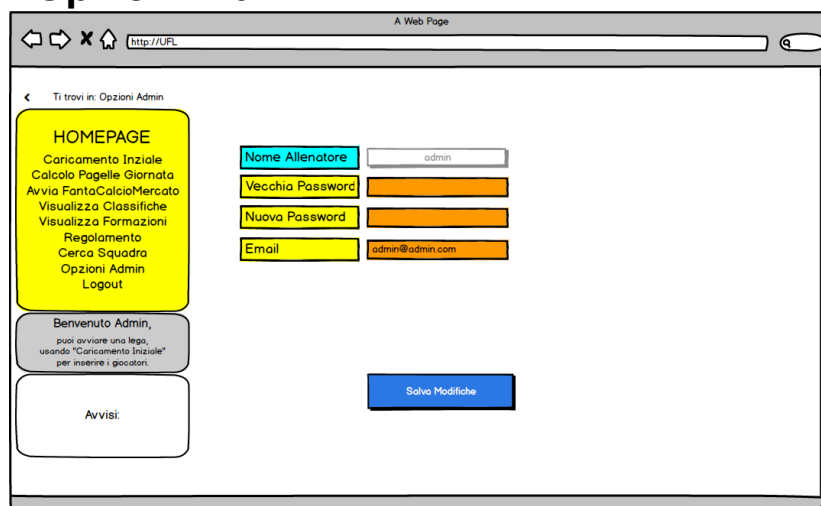 A Web Page
http://UFL
Ti trovi in: Opzioni Admin
HOMEPAGE
Caricamento Inziale
Calcolo Pagelle Giornata
Avvia FantaCalcioMercato
Visualizza Classifiche
Visualizza Formazioni
Regolamento
Cerca Squadra
Opzioni Admin
Logout
Benvenuto Admin,
puoi avviare una lega,
usando "Caricamento Iniziale"
per inserire i giocatori.
Avvisi:
Nome Allenatore admin
Vecchia Password
Nuova Password
Email admin@admin.com
Salva Modifiche